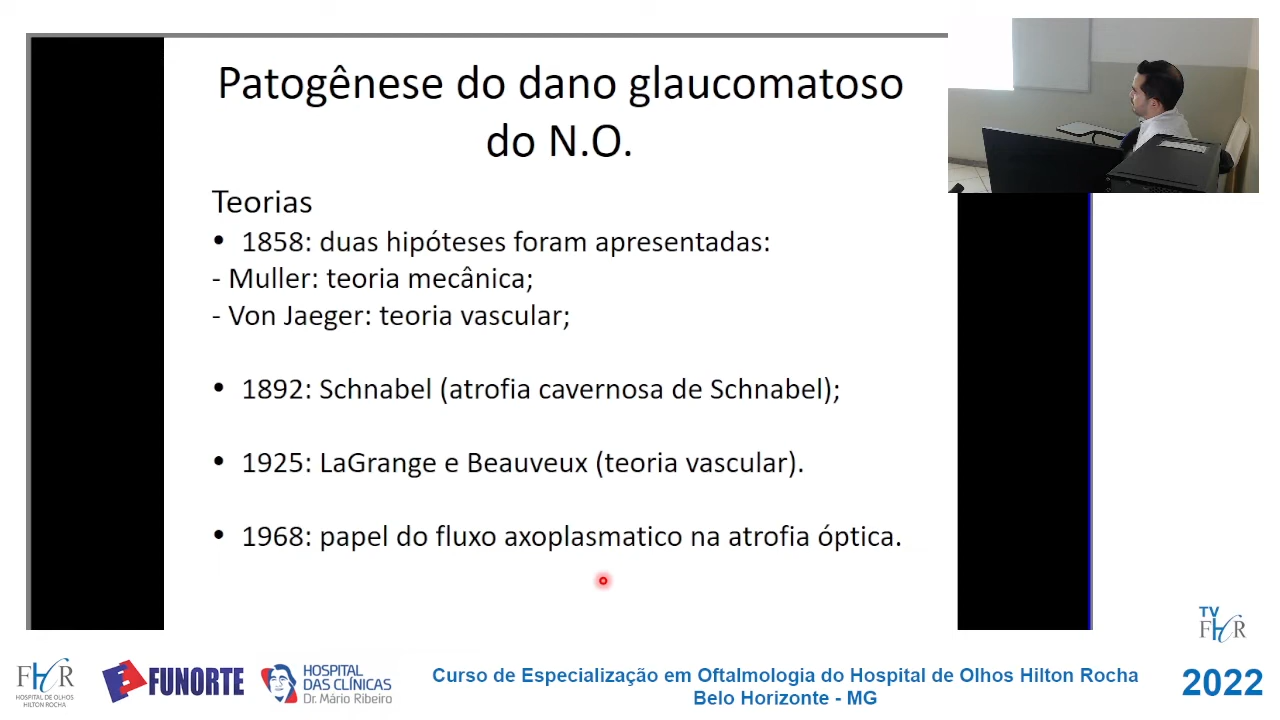 Patogênese do dano glaucomatoso
do N.O.
Teorias
• 1858: duas hipóteses foram apresentadas:
- Muller: teoria mecânica;
- Von Jaeger: teoria vascular;
• 1892: Schnabel (atrofia cavernosa de Schnabel);
• 1925: LaGrange e Beauveux (teoria vascular).
• 1968: papel do fluxo axoplasmatico na atrofia óptica.
TV
FHR
FHR
HOSPITAL DE OLHOS
HILTON ROCHA
FUNORTE
HOSPITAL
DAS CLÍNICAS
Dr. Mário Ribeiro
Curso de Especialização em Oftalmologia do Hospital de Olhos Hilton Rocha
Belo Horizonte - MG
2022